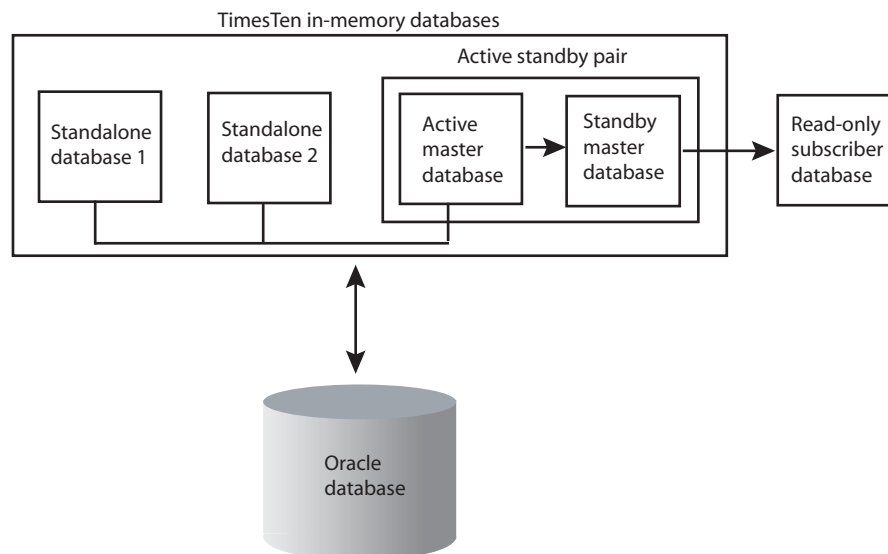 TimesTen in-memory databases
Active standby pair
Standalone
database 1
Standalone
database 2
Active
master
database
Standby
master
database
Read-only
subscriber
database
Oracle
database